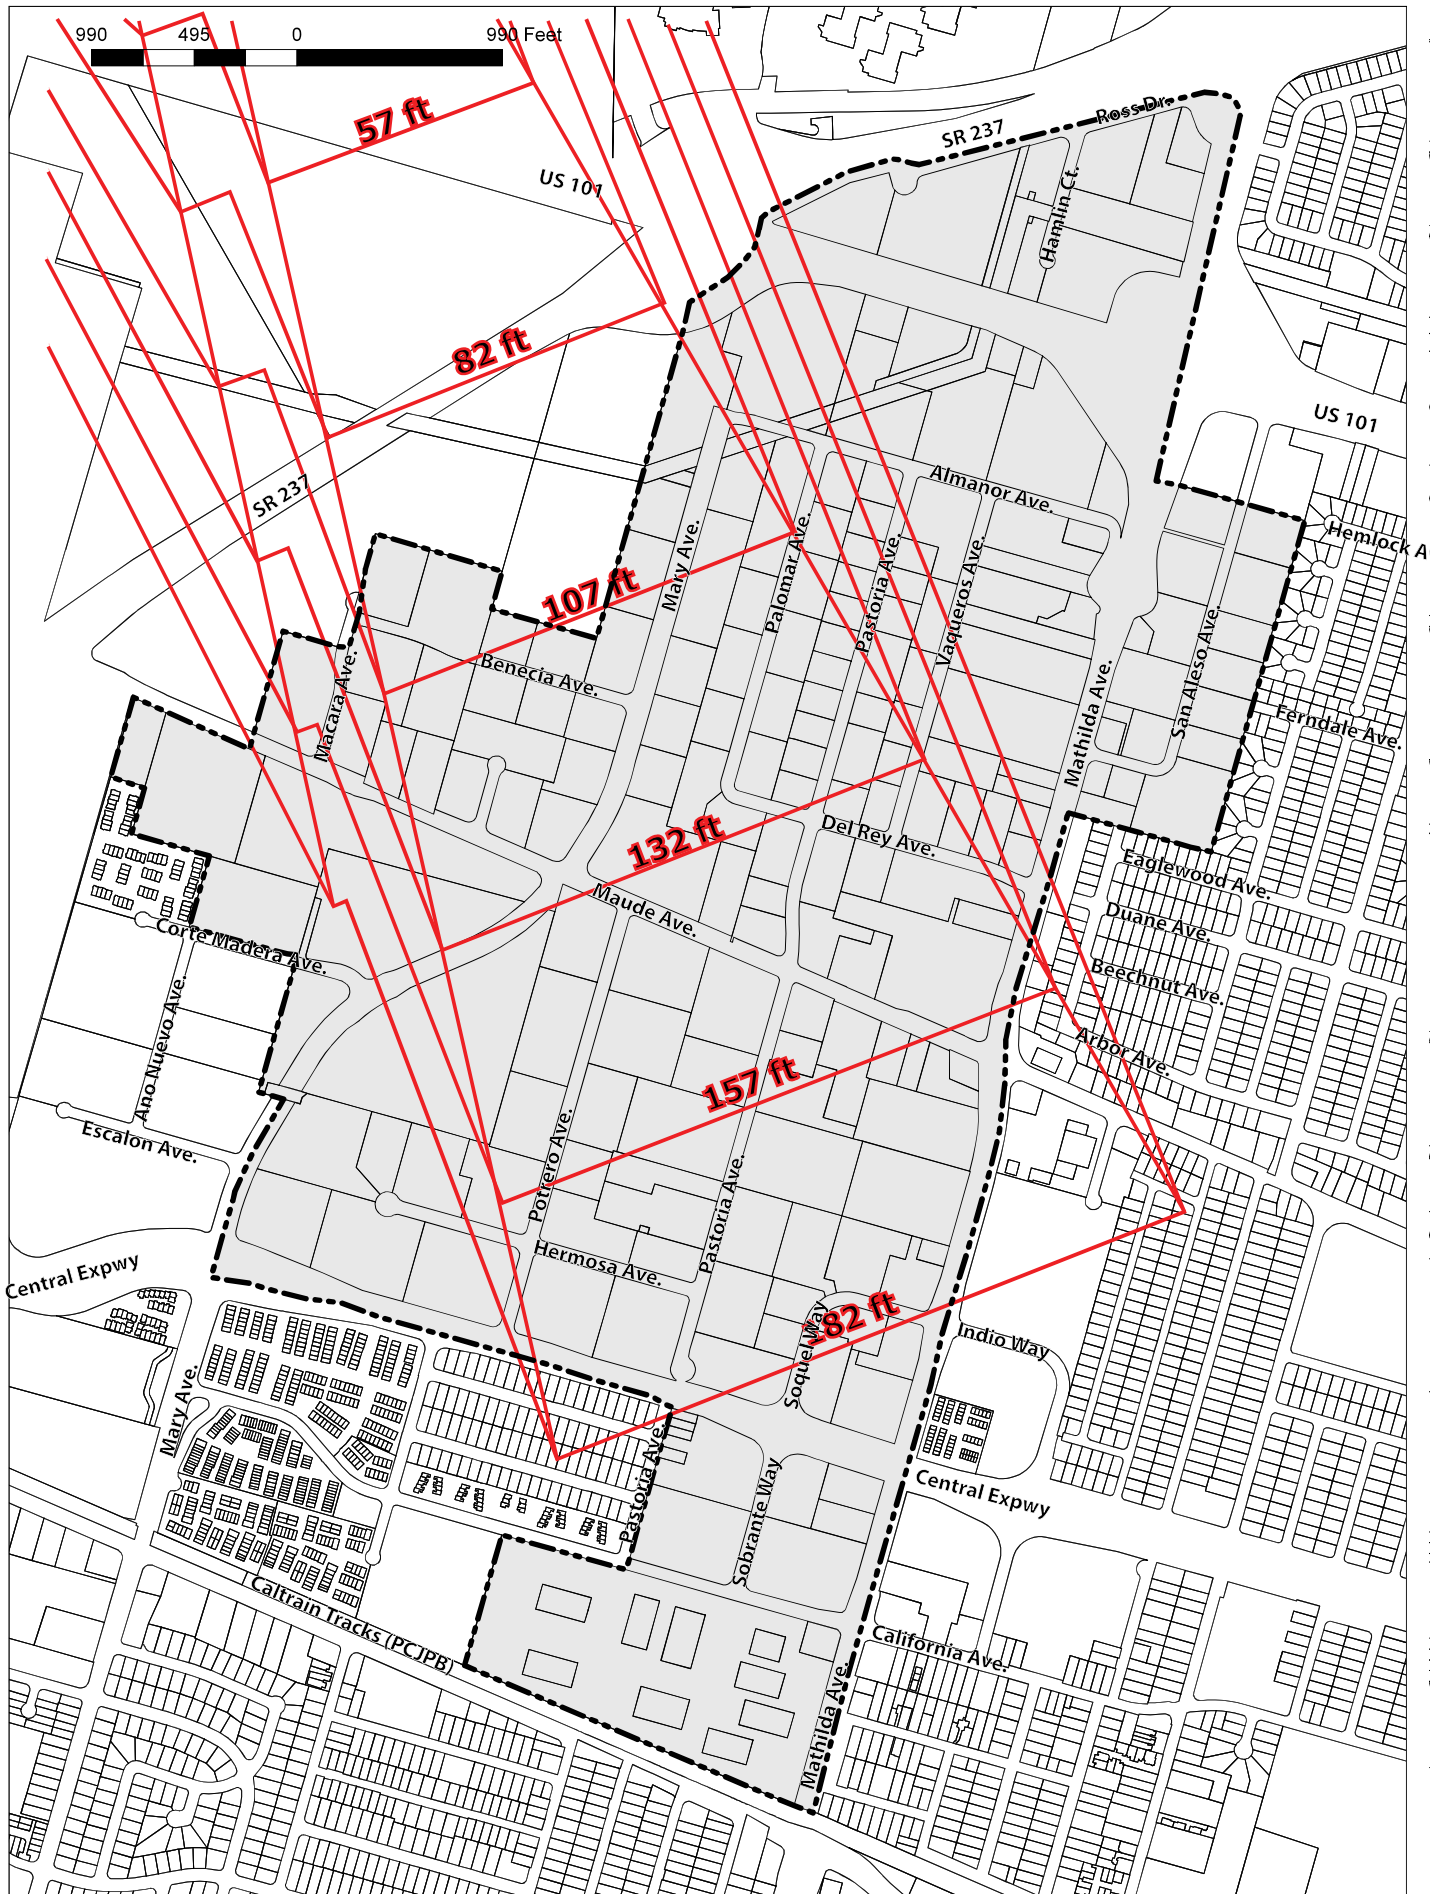 990 495 0 990 Feet
57 ft
Ross Dr.
SR 237
US 101
Hamlin Ct.
82 ft
US 101
SR 237
Almanor Ave.
Hemlock A
Mary Ave.
Palomar Ave.
Pastoria Ave.
Vaqueros Ave.
107 ft
Benecia Ave.
Macara Ave.
San Aleso Ave.
Mathilda Ave.
Ferndale Ave.
132 ft
Del Rey Ave.
Eaglewood Ave.
Maude Ave.
Duane Ave.
Corte Madera Ave.
Beechnut Ave.
Ano Nuevo Ave.
Arbor Ave.
157 ft
Escalon Ave.
Potrero Ave.
Pastoria Ave.
Hermosa Ave.
Central Expwy
82 ft
Soquel Way
Indio Way
Mary Ave.
Pastoria Ave.
Sobrante Way
Central Expwy
Caltrain Tracks (PCJPB)
California Ave.
Mathilda Ave.